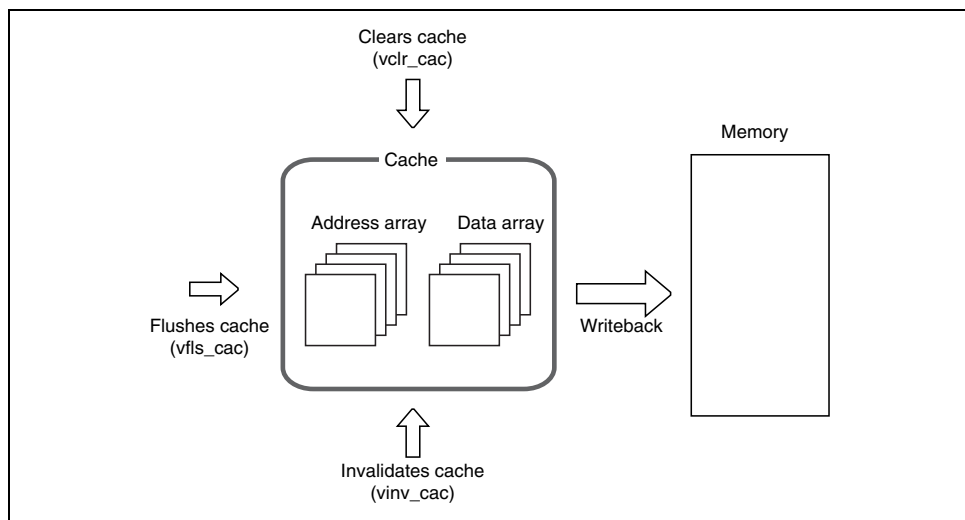 Clears cache
(vclr_cac)
Memory
Cache
Address array
Data array
Flushes cache
(vfls_cac)
Writeback
Invalidates cache
(vinv_cac)